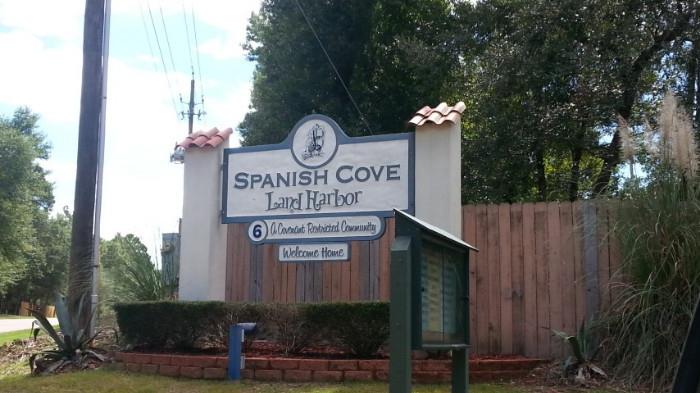 SPANISH COVE
Land Harbor
6 A Covenant Restricted Community
Welcome Home